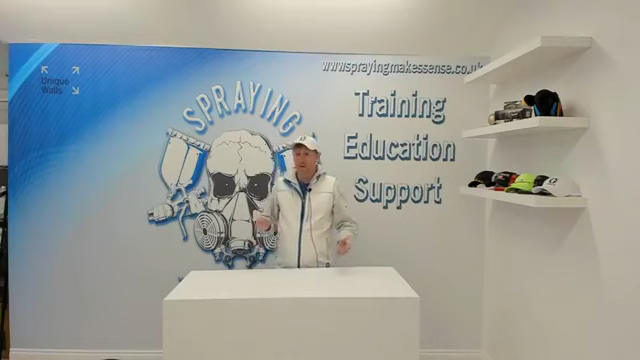 Unique
Walls
www.sprayingmakessense.co.uk
SPRAYING
Training
Education
Support